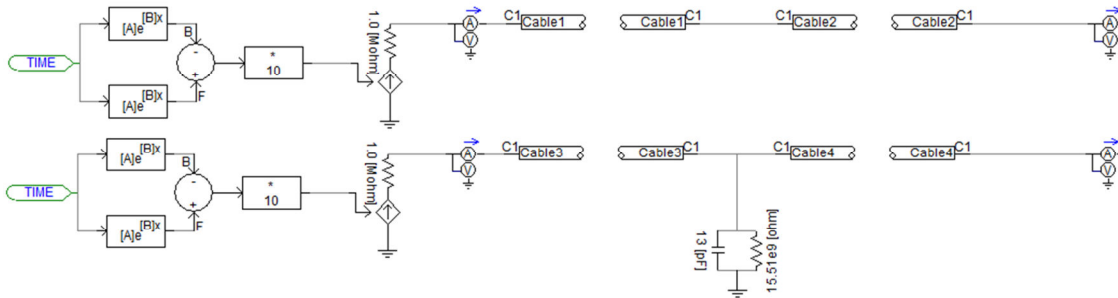 [A]e[B]x
B
TIME
-
+
*
10
F
[A]e[B]x
1.0 [Mohm]
A
V
C1
Cable1
Cable1
C1
C1
Cable2
Cable2
C1
A
V
[A]e[B]x
B
TIME
-
+
*
10
F
[A]e[B]x
1.0 [Mohm]
A
V
C1
Cable3
Cable3
C1
C1
Cable4
Cable4
C1
A
V
13 [pF]
15.51e9 [ohm]